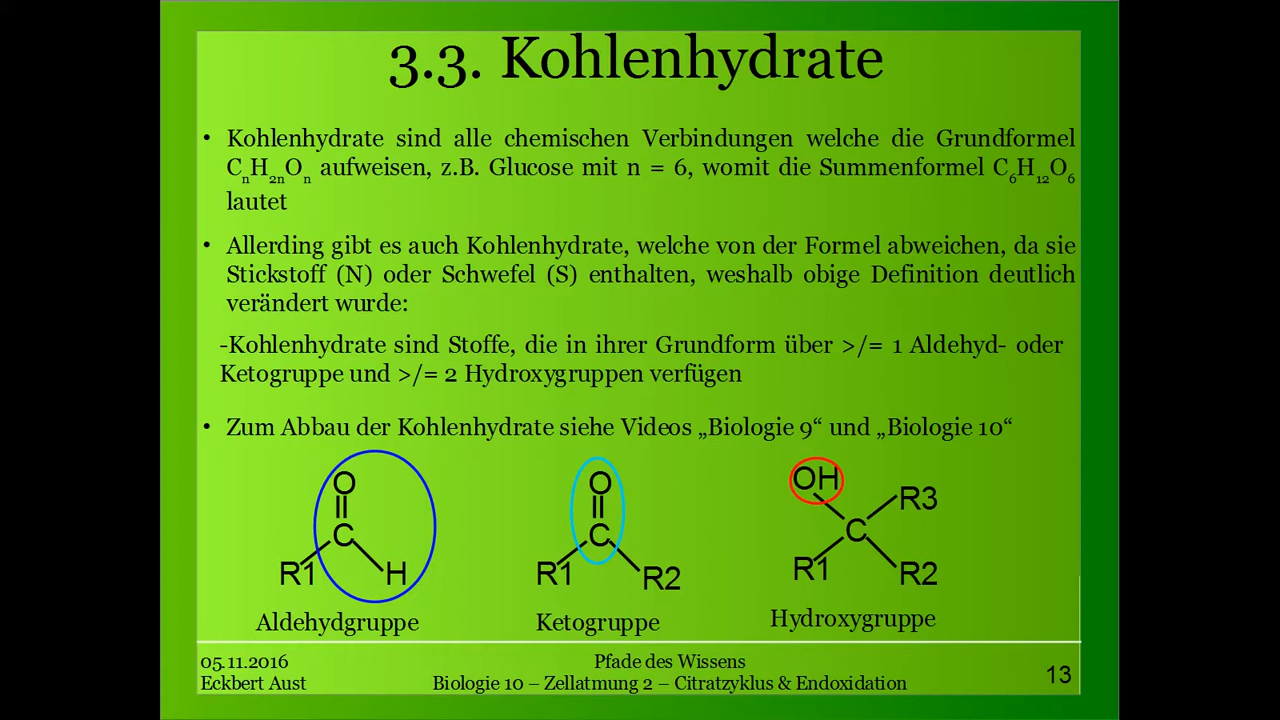 3.3. Kohlenhydrate
• Kohlenhydrate sind alle chemischen Verbindungen welche die Grundformel
CnH2nOn aufweisen, z.B. Glucose mit n = 6, womit die Summenformel C6H12O6
lautet
• Allerding gibt es auch Kohlenhydrate, welche von der Formel abweichen, da sie
Stickstoff (N) oder Schwefel (S) enthalten, weshalb obige Definition deutlich
verändert wurde:
-Kohlenhydrate sind Stoffe, die in ihrer Grundform über >/= 1 Aldehyd- oder
Ketogruppe und >/= 2 Hydroxygruppen verfügen
• Zum Abbau der Kohlenhydrate siehe Videos „Biologie 9“ und „Biologie 10“
O
C
R1 H
Aldehydgruppe
O
C
R1 R2
Ketogruppe
OH R3
C
R1 R2
Hydroxygruppe
05.11.2016
Eckbert Aust
Pfade des Wissens
Biologie 10 – Zellatmung 2 – Citratzyklus & Endoxidation
13